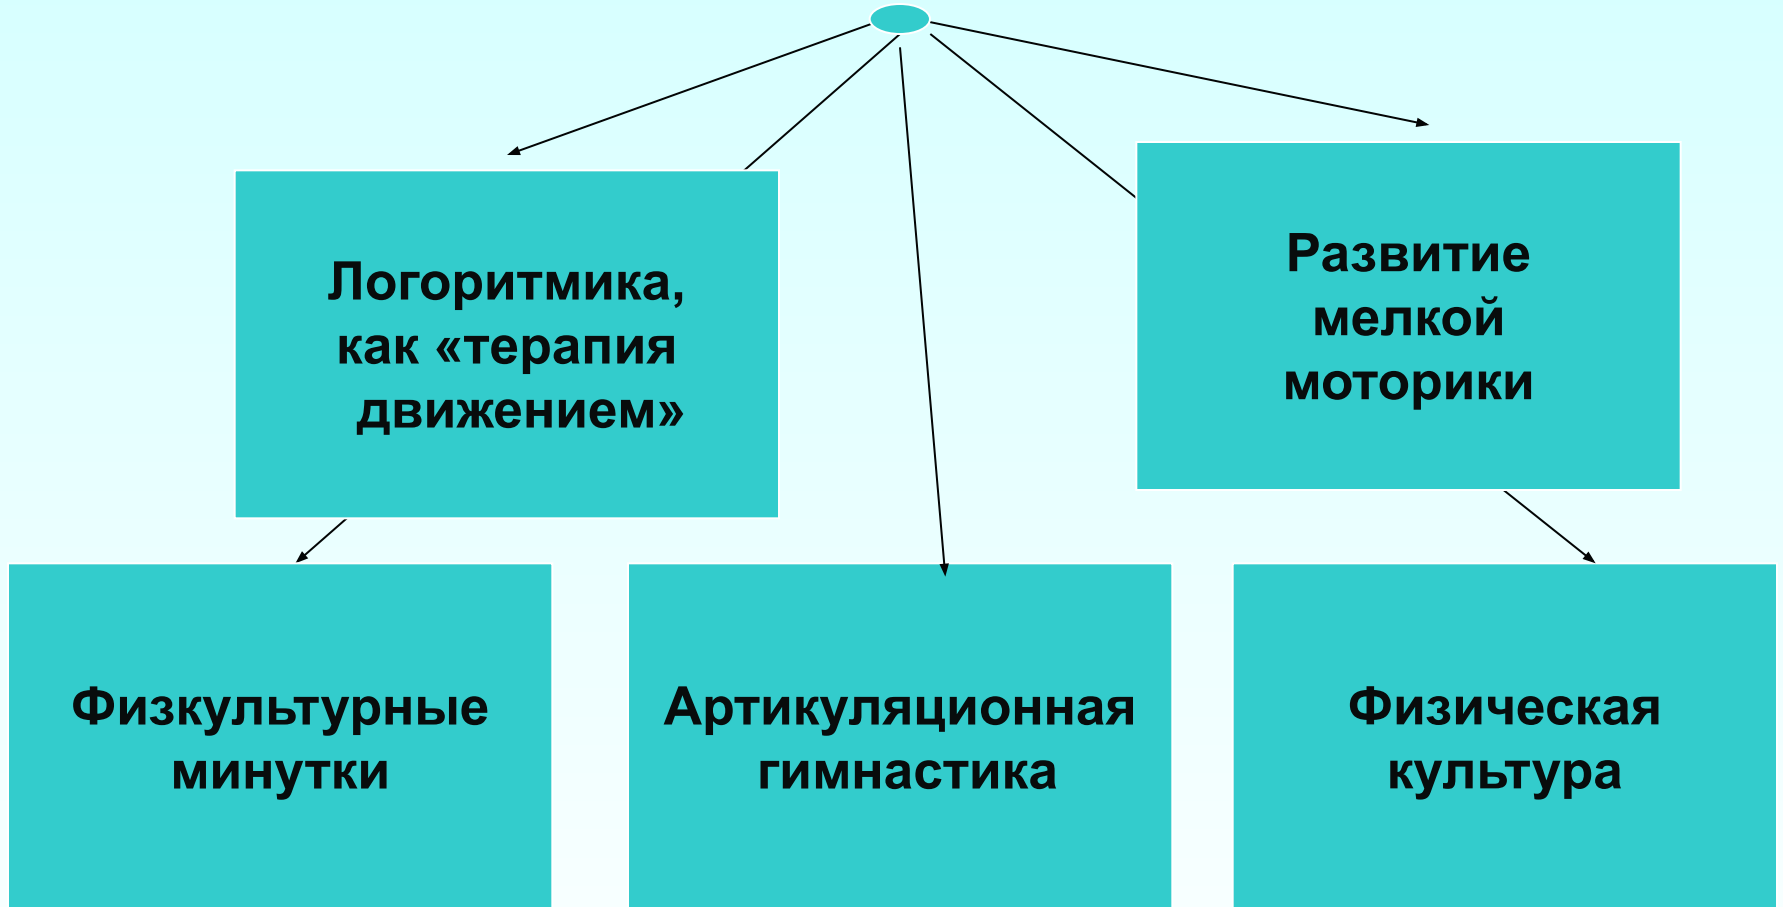 Логоритмика,
как «терапия
движением»
Развитие
мелкой
моторики
Физкультурные
минутки
Артикуляционная
гимнастика
Физическая
культура